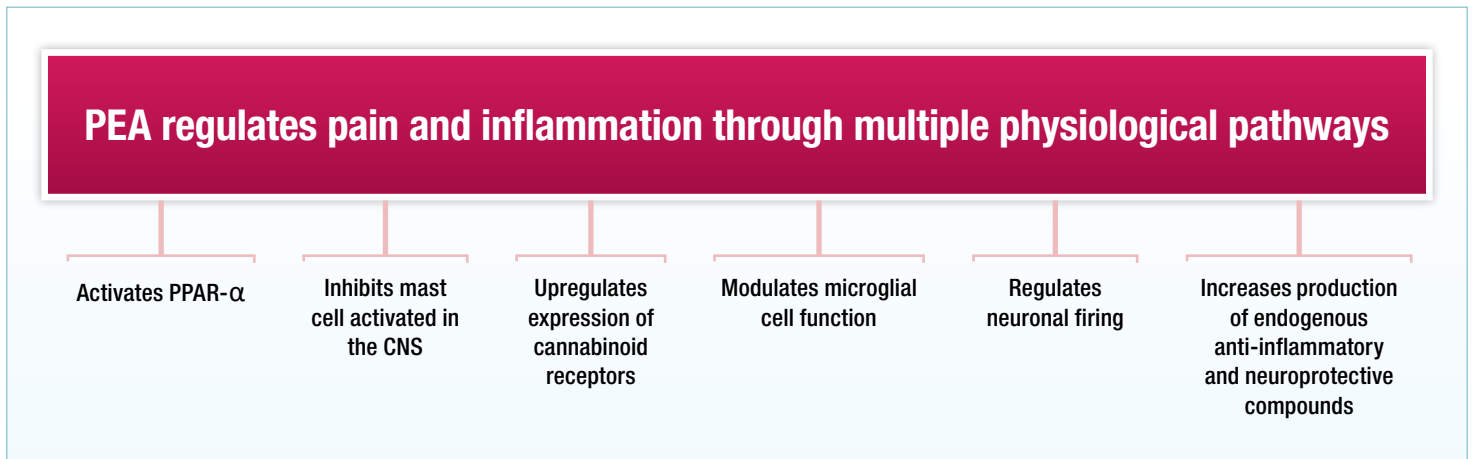 PEA regulates pain and inflammation through multiple physiological pathways
Activates PPAR-α
Inhibits mast
cell activated in
the CNS
Upregulates
expression of
cannabinoid
receptors
Modulates microglial
cell function
Regulates
neuronal firing
Increases production
of endogenous
anti-inflammatory
and neuroprotective
compounds